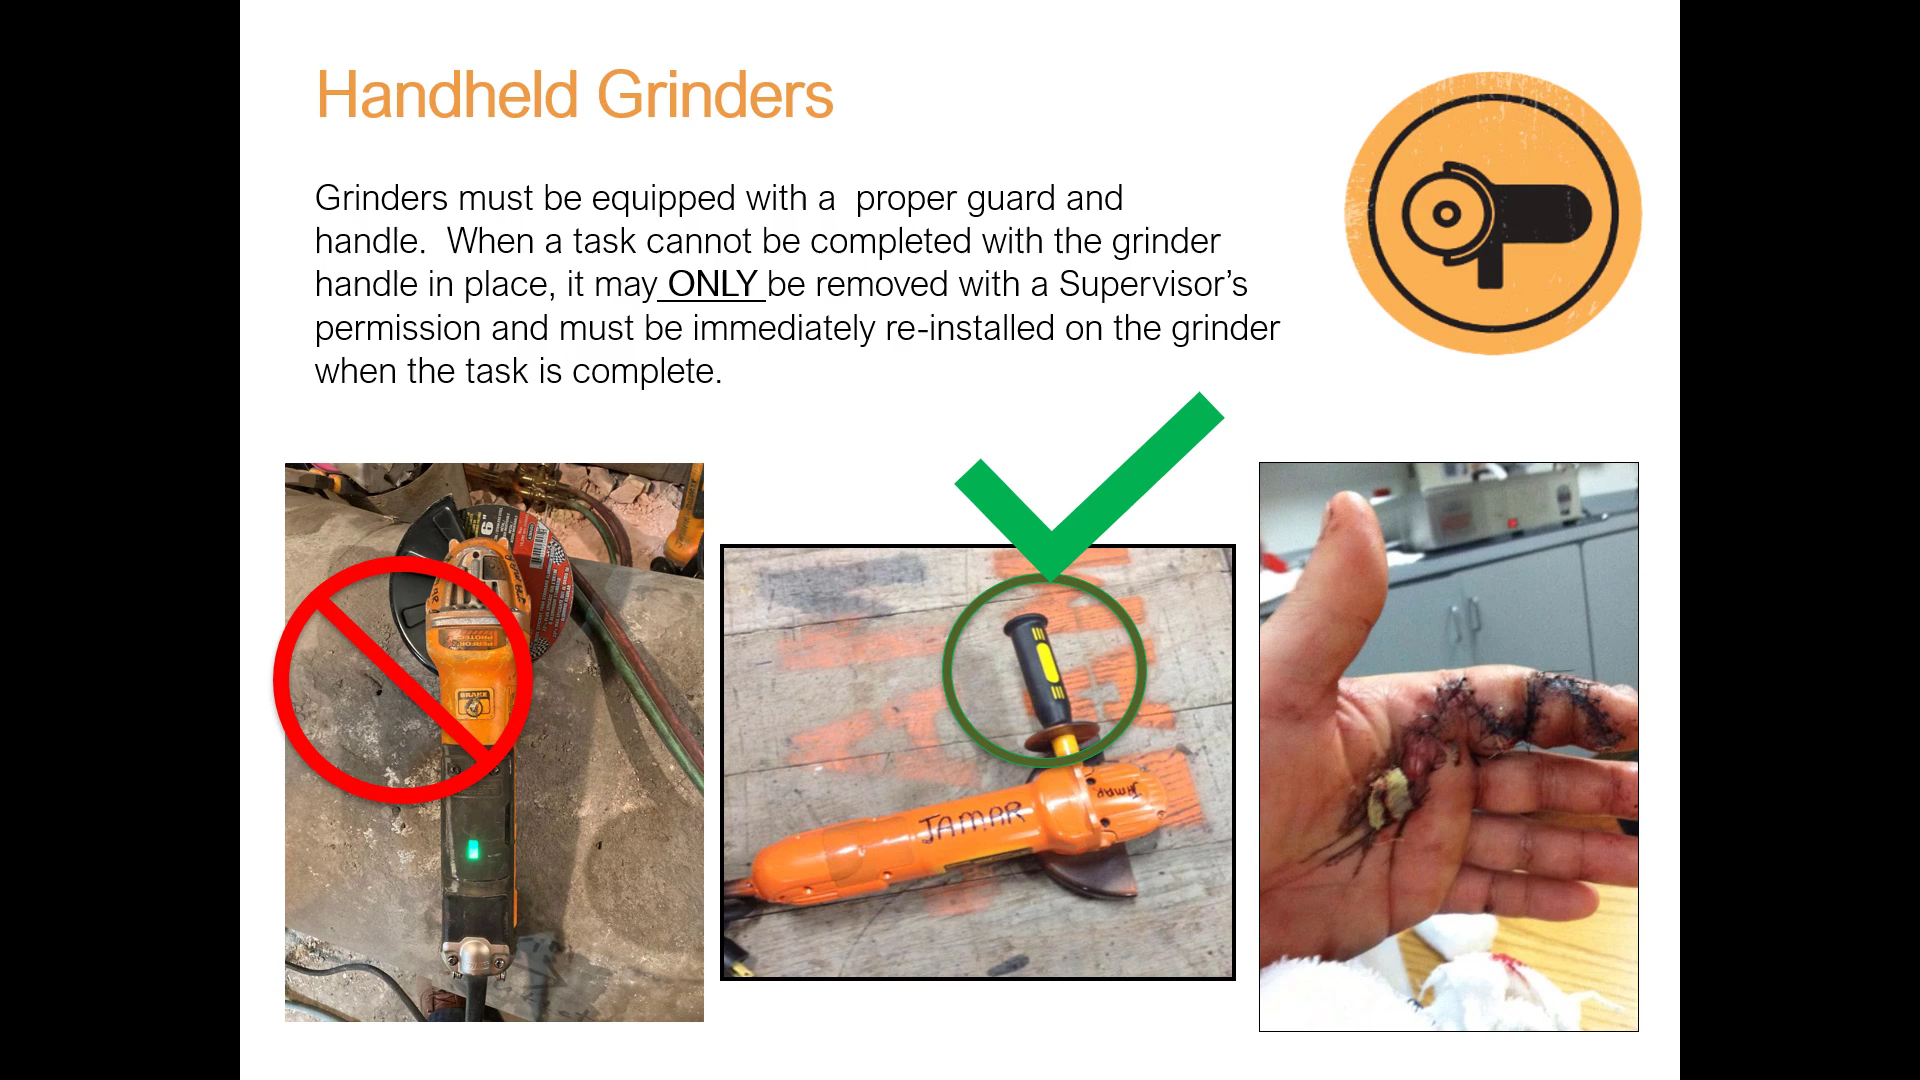 Handheld Grinders
Grinders must be equipped with a  proper guard and
handle.  When a task cannot be completed with the grinder
handle in place, it may ONLY be removed with a Supervisor’s
permission and must be immediately re-installed on the grinder
when the task is complete.
6"
BRAKE
JAMAR
JAMAR